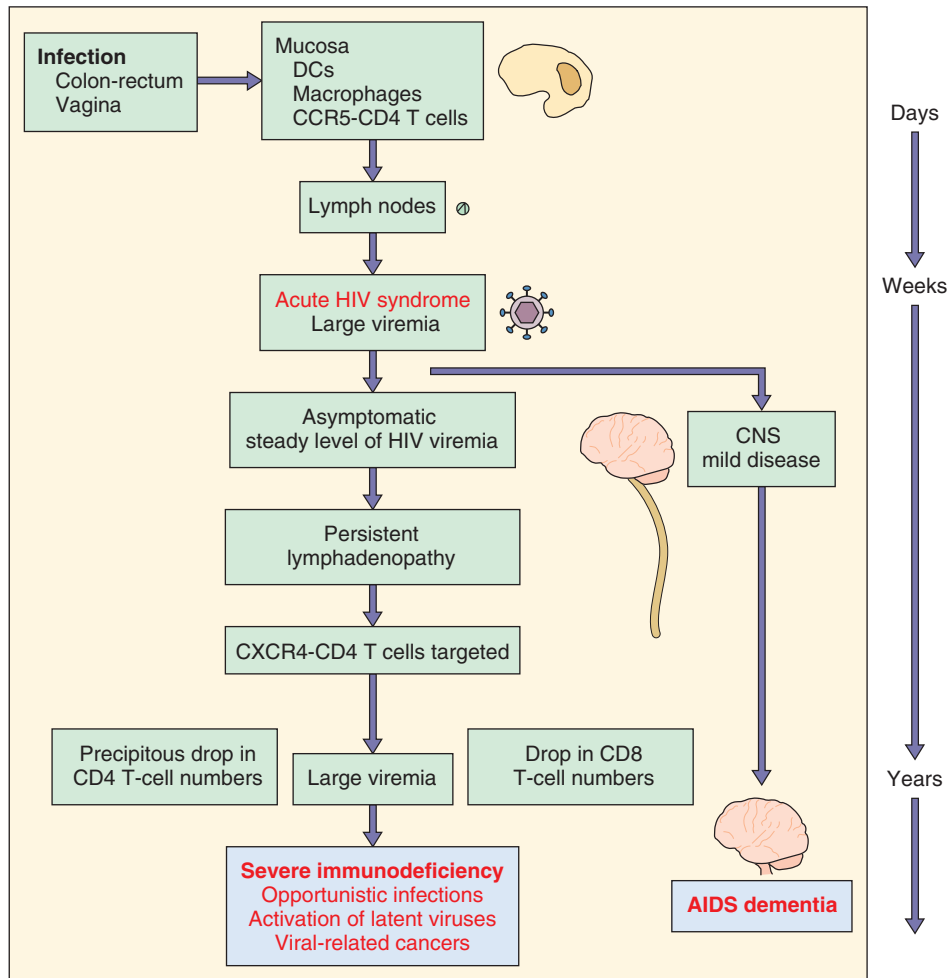 Infection
Colon-rectum
Vagina
Mucosa
DCs
Macrophages
CCR5-CD4 T cells
Days
Lymph nodes
Weeks
Acute HIV syndrome
Large viremia
Asymptomatic
steady level of HIV viremia
CNS
mild disease
Persistent
lymphadenopathy
CXCR4-CD4 T cells targeted
Precipitous drop in
CD4 T-cell numbers
Large viremia
Drop in CD8
T-cell numbers
Years
Severe immunodeficiency
Opportunistic infections
Activation of latent viruses
Viral-related cancers
AIDS dementia